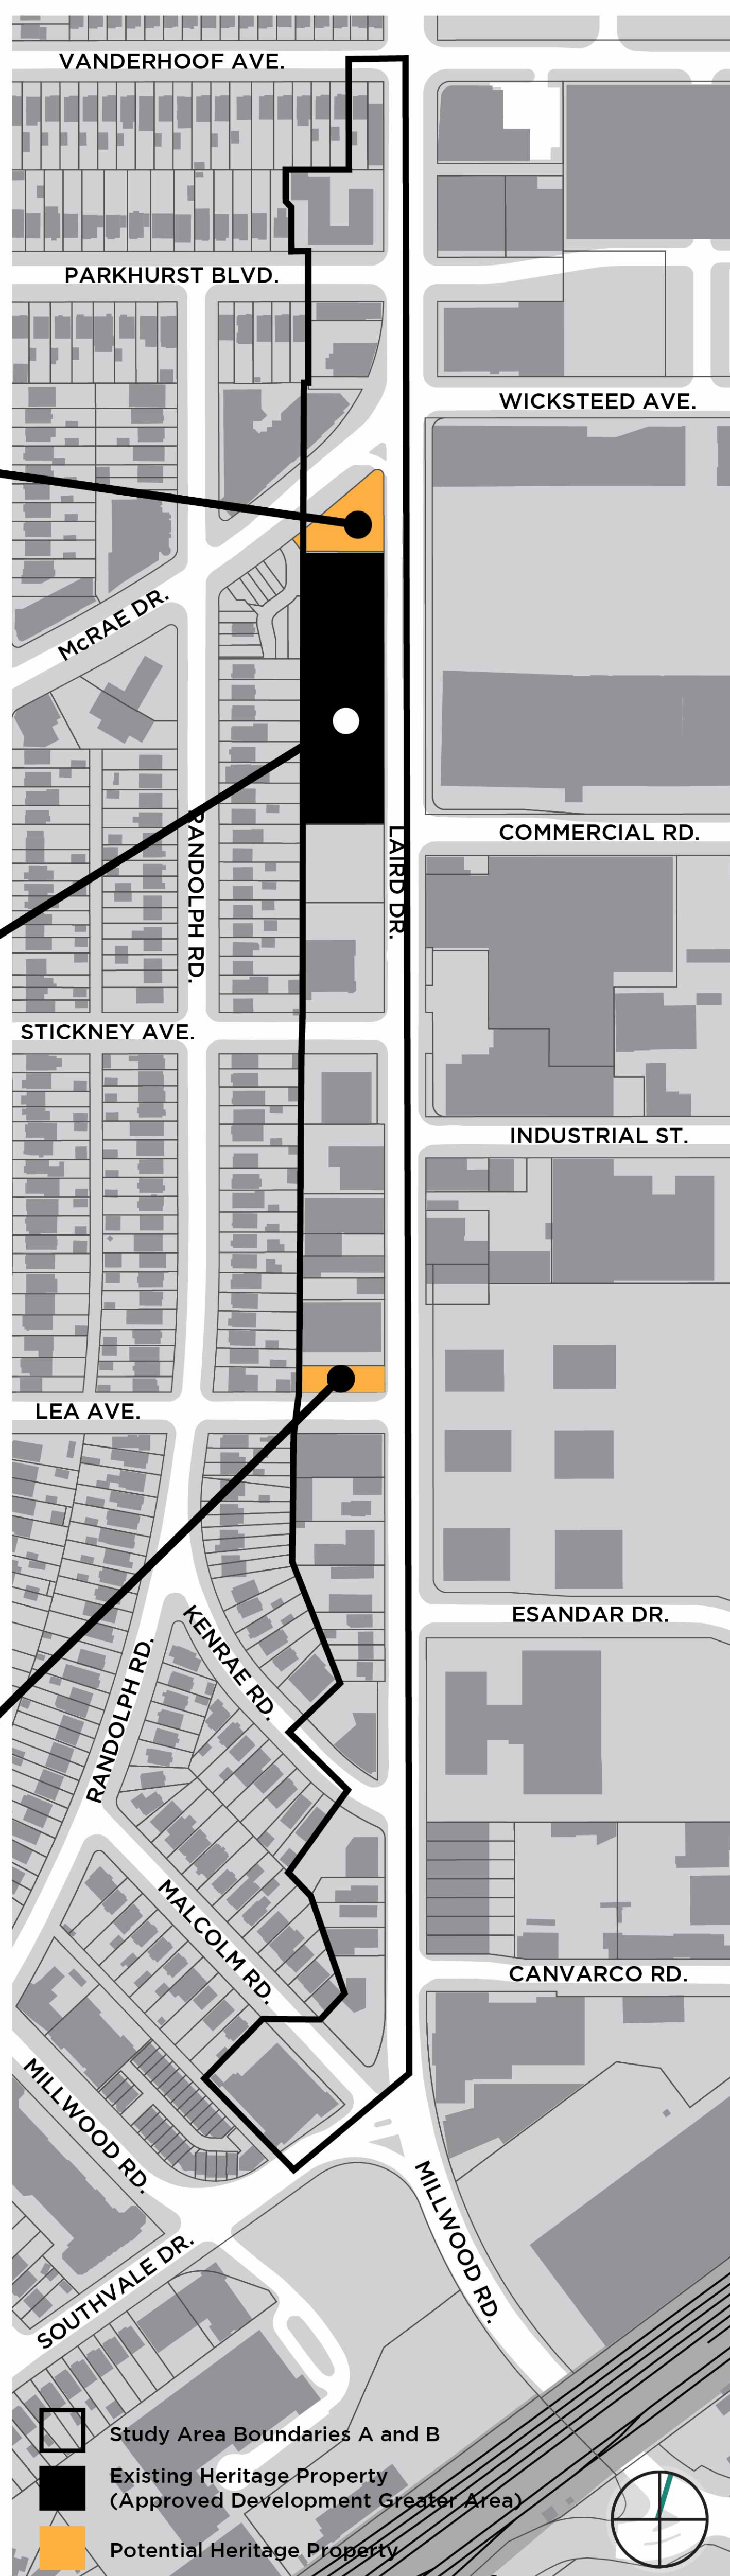 VANDERHOOF AVE.
PARKHURST BLVD.
WICKSTEED AVE.
McRAE DR.
RANDOLPH RD.
LAIRD DR.
COMMERCIAL RD.
STICKNEY AVE.
INDUSTRIAL ST.
LEA AVE.
ESANDAR DR.
KENRAE RD.
RANDOLPH RD.
MALCOLM RD.
CANVARCO RD.
MILLWOOD RD.
MILLWOOD RD.
SOUTHVALE DR.
Study Area Boundaries A and B
Existing Heritage Property
(Approved Development Greater Area)
Potential Heritage Property